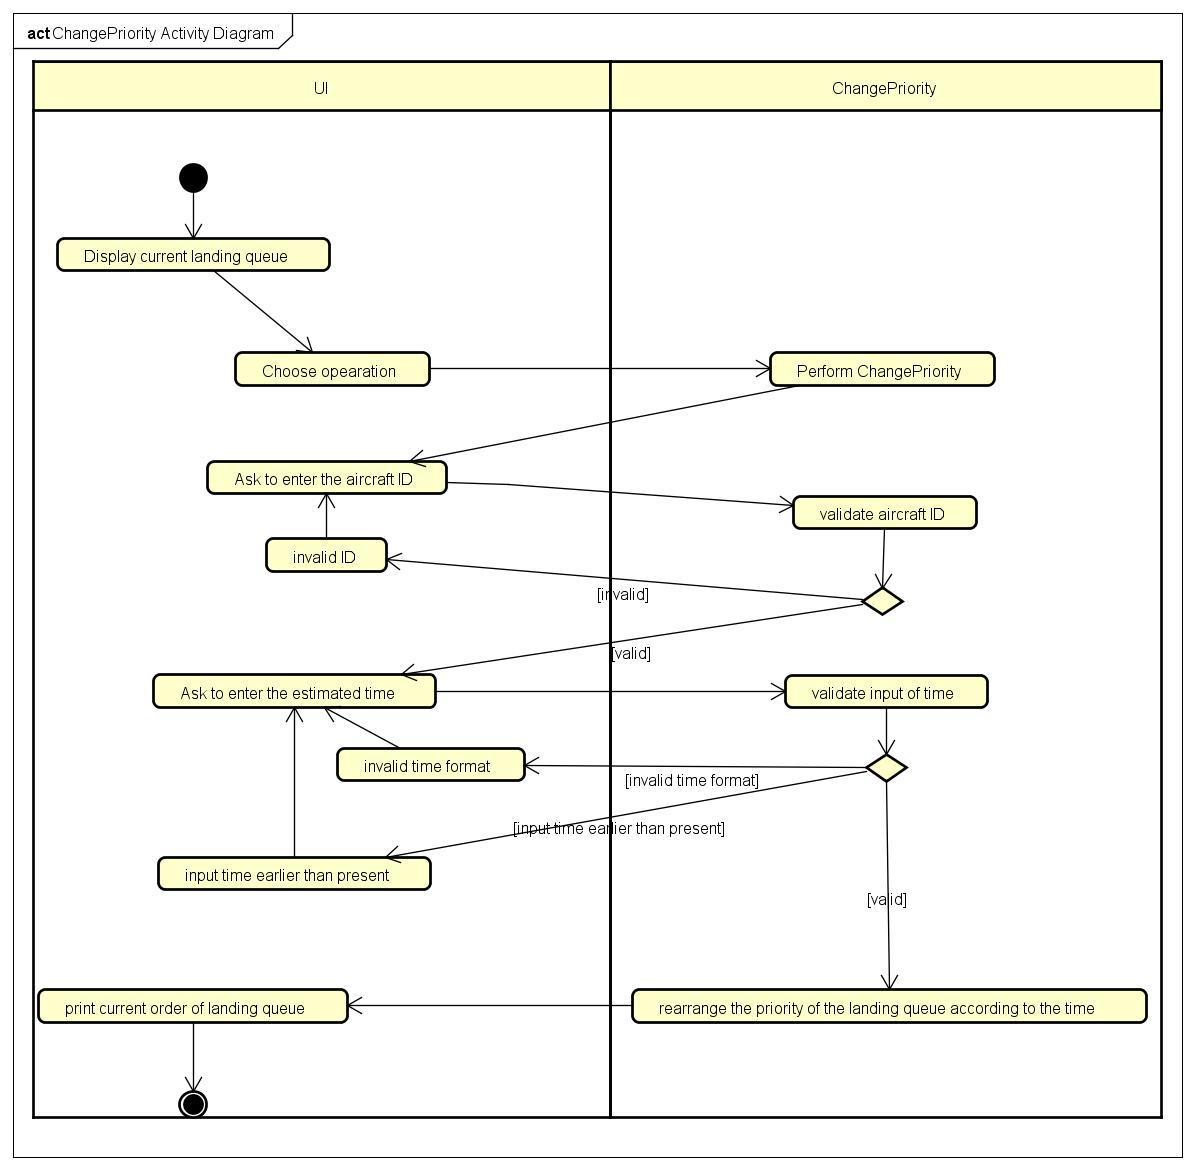 act ChangePriority Activity Diagram
UI
ChangePriority
Display current landing queue
Choose opearation
Perform ChangePriority
Ask to enter the aircraft ID
validate aircraft ID
invalid ID
[invalid]
[valid]
Ask to enter the estimated time
validate input of time
invalid time format
[invalid time format]
[input time earlier than present]
input time earlier than present
[valid]
print current order of landing queue
rearrange the priority of the landing queue according to the time